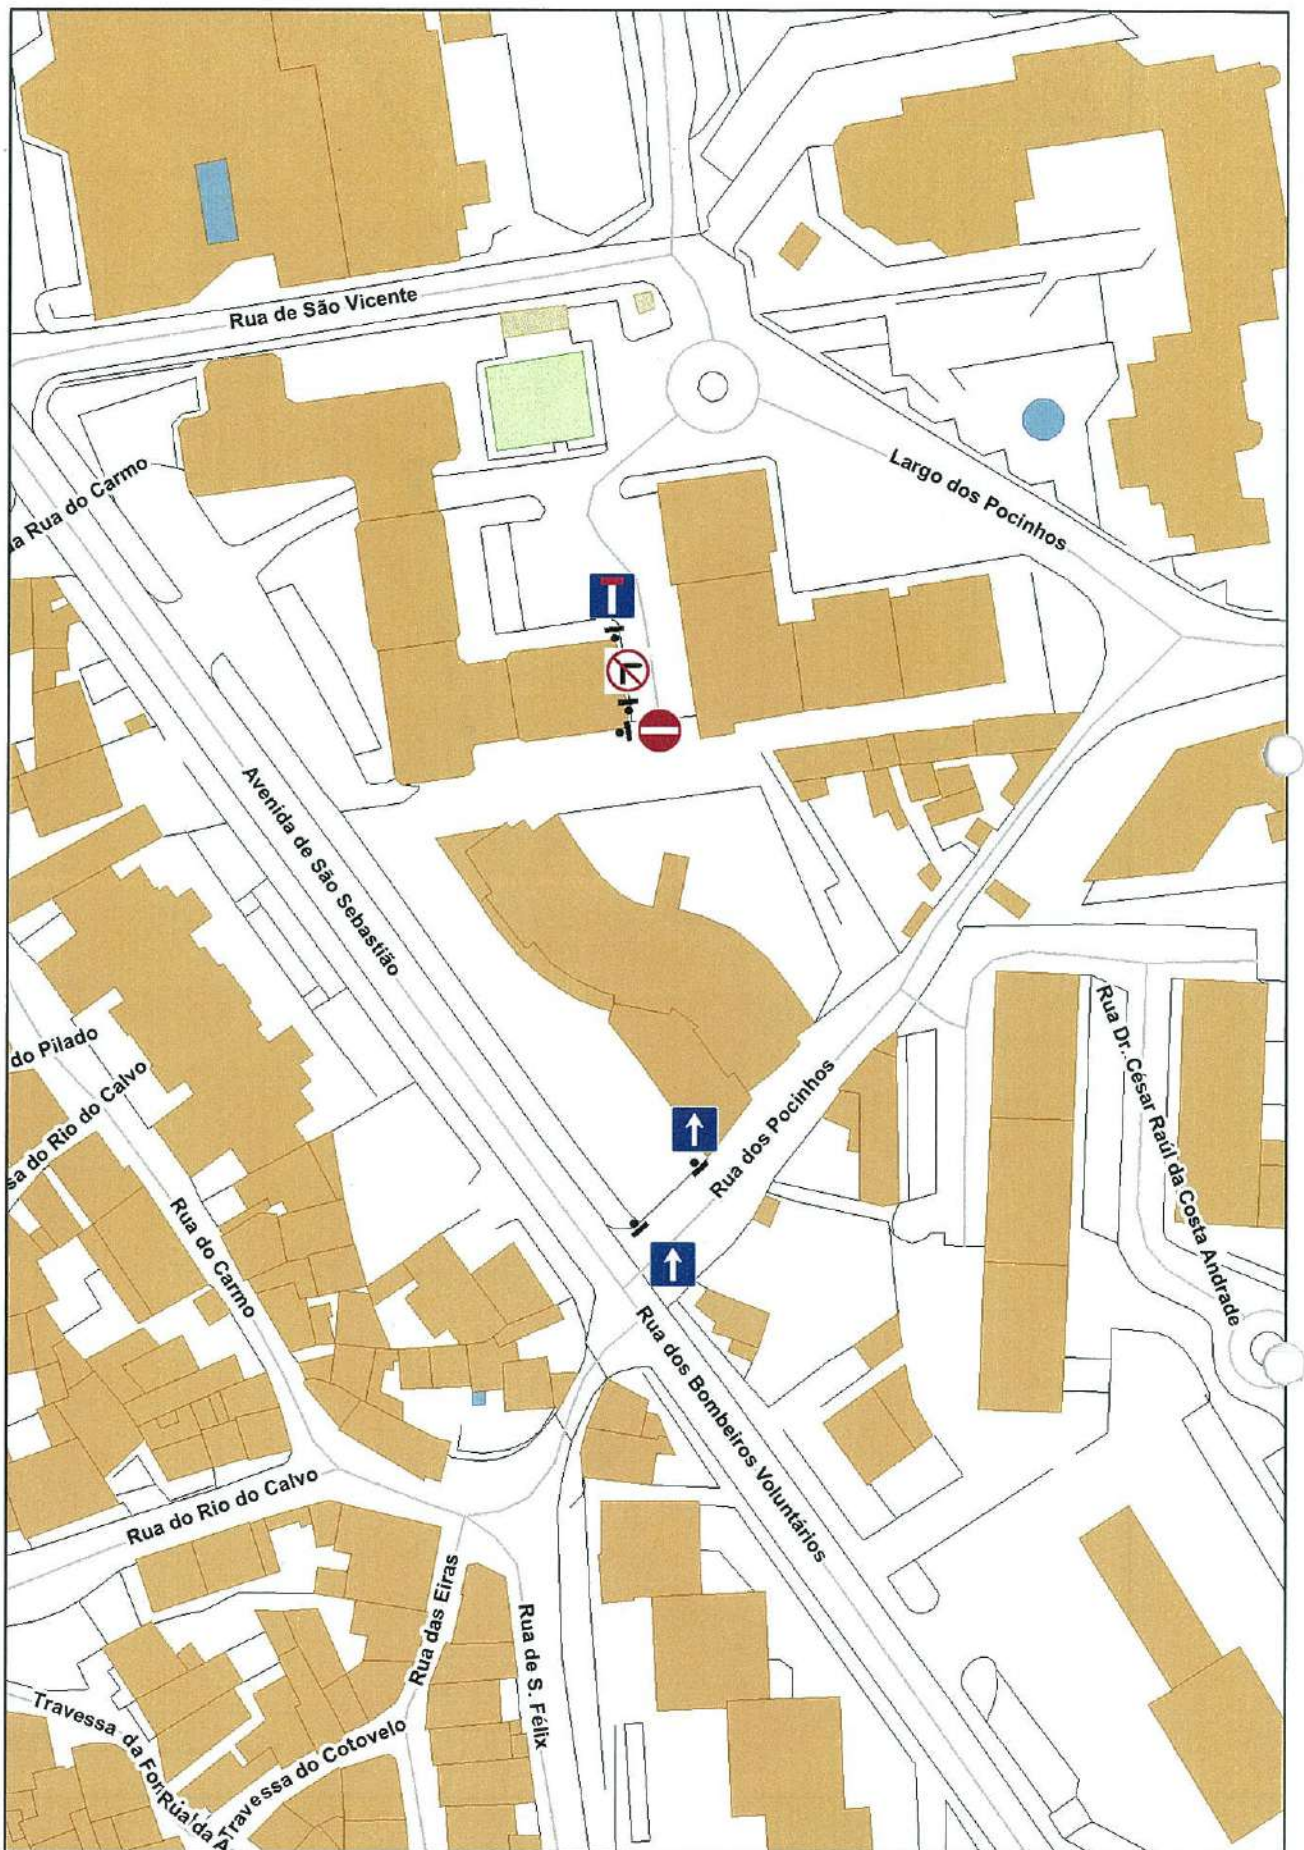 Rua de São Vicente
Rua do Carmo
Largo dos Pocinhos
Avenida de São Sebastião
do Pilado
Rio do Calvo
Rua do Carmo
Rua dos Pocinhos
Rua Dr. César Raúl da Costa Andrade
Rua dos Bombeiros Voluntários
Rua do Rio do Calvo
Rua das Eiras
Rua de S. Félix
Travessa da
Travessa do Cotovelo